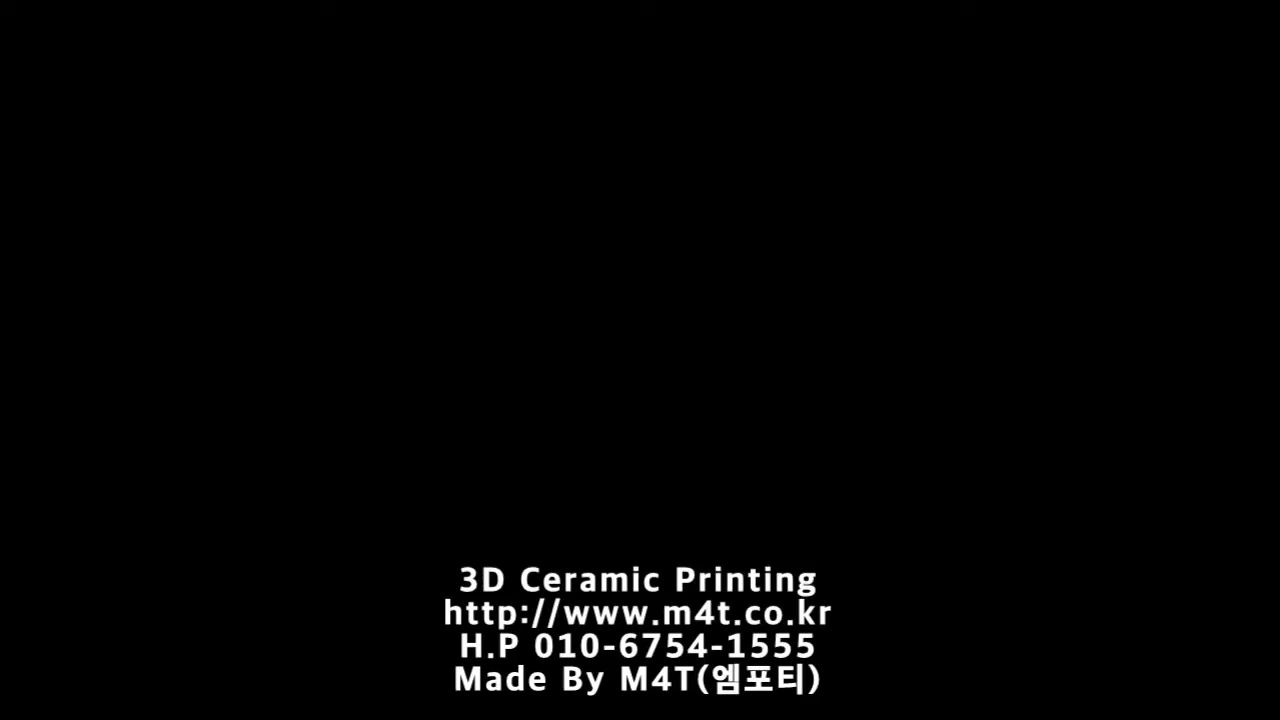 3D Ceramic Printing
http://www.m4t.co.kr
H.P 010-6754-1555
Made By M4T(엠포티)